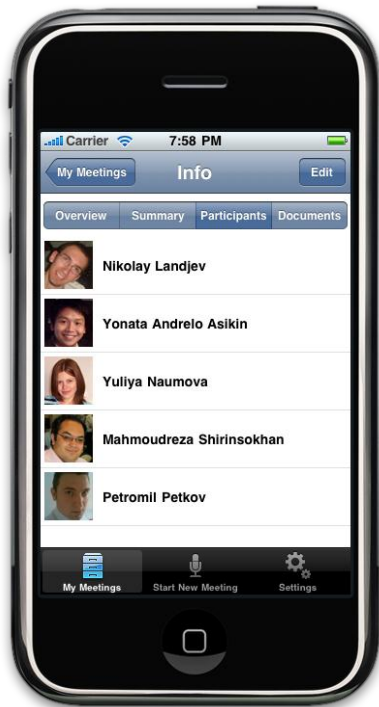 Carrier 7:58 PM
My Meetings Info Edit
Overview Summary Participants Documents
Nikolay Landjev
Yonata Andrelo Asikin
Yuliya Naumova
Mahmoudreza Shirinsokhan
Petromil Petkov
My Meetings Start New Meeting Settings